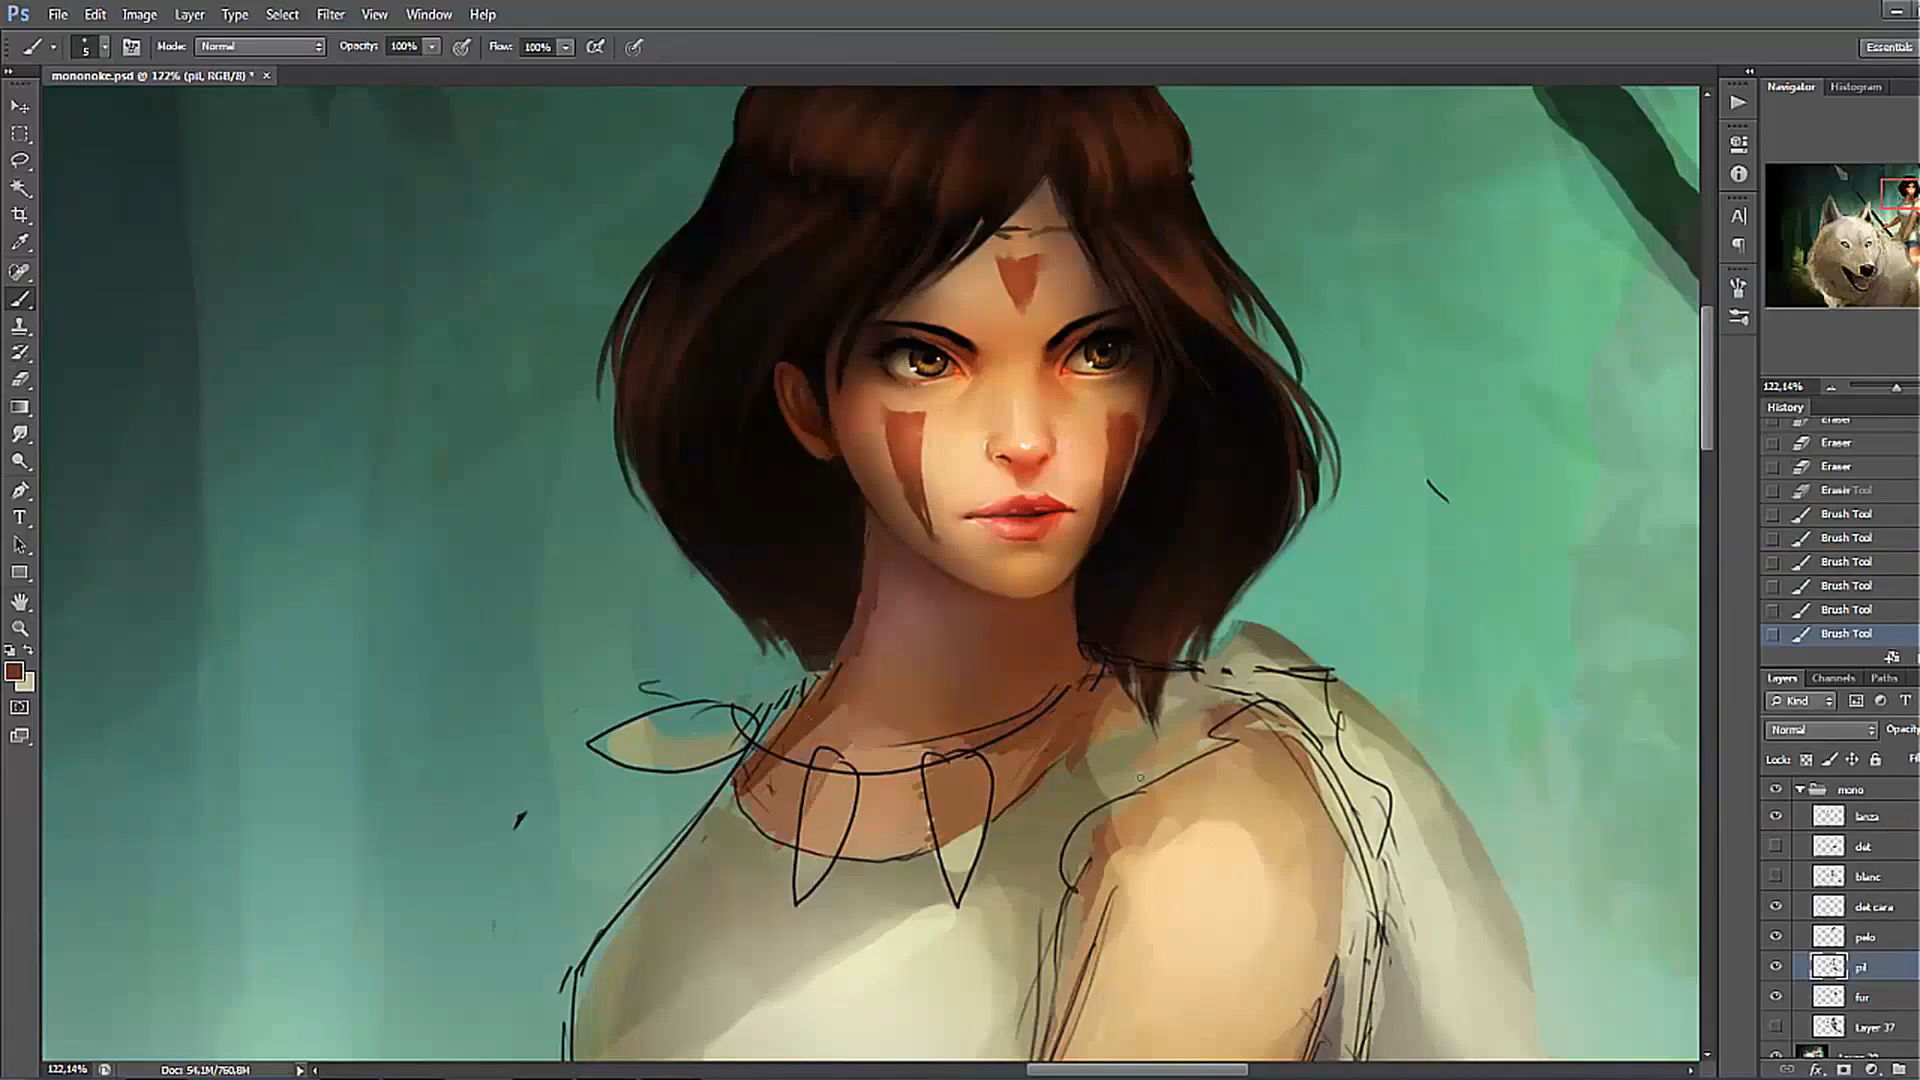 Ps File Edit Image Layer Type Select Filter View Window Help
5 Mode: Normal Opacity: 100% Flow: 100% Essentials
mononoke.psd @ 122% (pil, RGB/8) * ×
Navigator Histogram
122,14%
History
Eraser
Eraser
Eraser
Eraser Tool
Brush Tool
Brush Tool
Brush Tool
Brush Tool
Brush Tool
Brush Tool
Layers Channels Paths
Kind T
Normal Opacity
Lock:
mono
lanza
det
blanc
det cara
pelo
pil
fur
Layer 37
122,14% Doc: 54,1M/760,8M